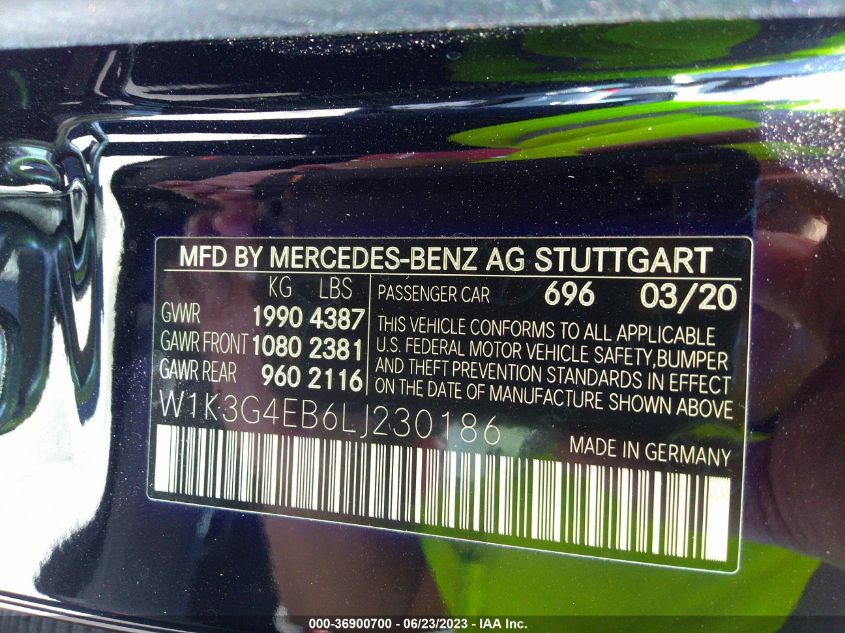 MFD BY MERCEDES-BENZ AG STUTTGART
KG LBS
GVWR 1990 4387
GAWR FRONT 1080 2381
GAWR REAR 960 2116
PASSENGER CAR 696 03/20
THIS VEHICLE CONFORMS TO ALL APPLICABLE
U.S. FEDERAL MOTOR VEHICLE SAFETY,BUMPER
AND THEFT PREVENTION STANDARDS IN EFFECT
ON THE DATE OF MANUFACTURE SHOWN ABOVE
W1K3G4EB6LJ230186
MADE IN GERMANY
000-36900700 - 06/23/2023 - IAA Inc.